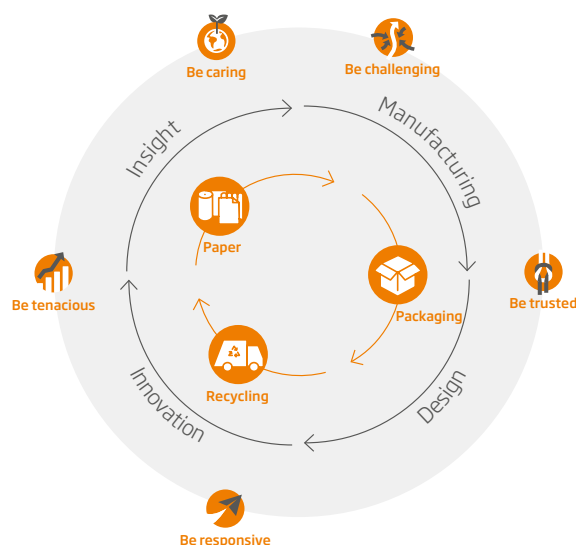 Be caring
Be challenging
Insight
Manufacturing
Paper
Be tenacious
Packaging
Be trusted
Recycling
Innovation
Design
Be responsive